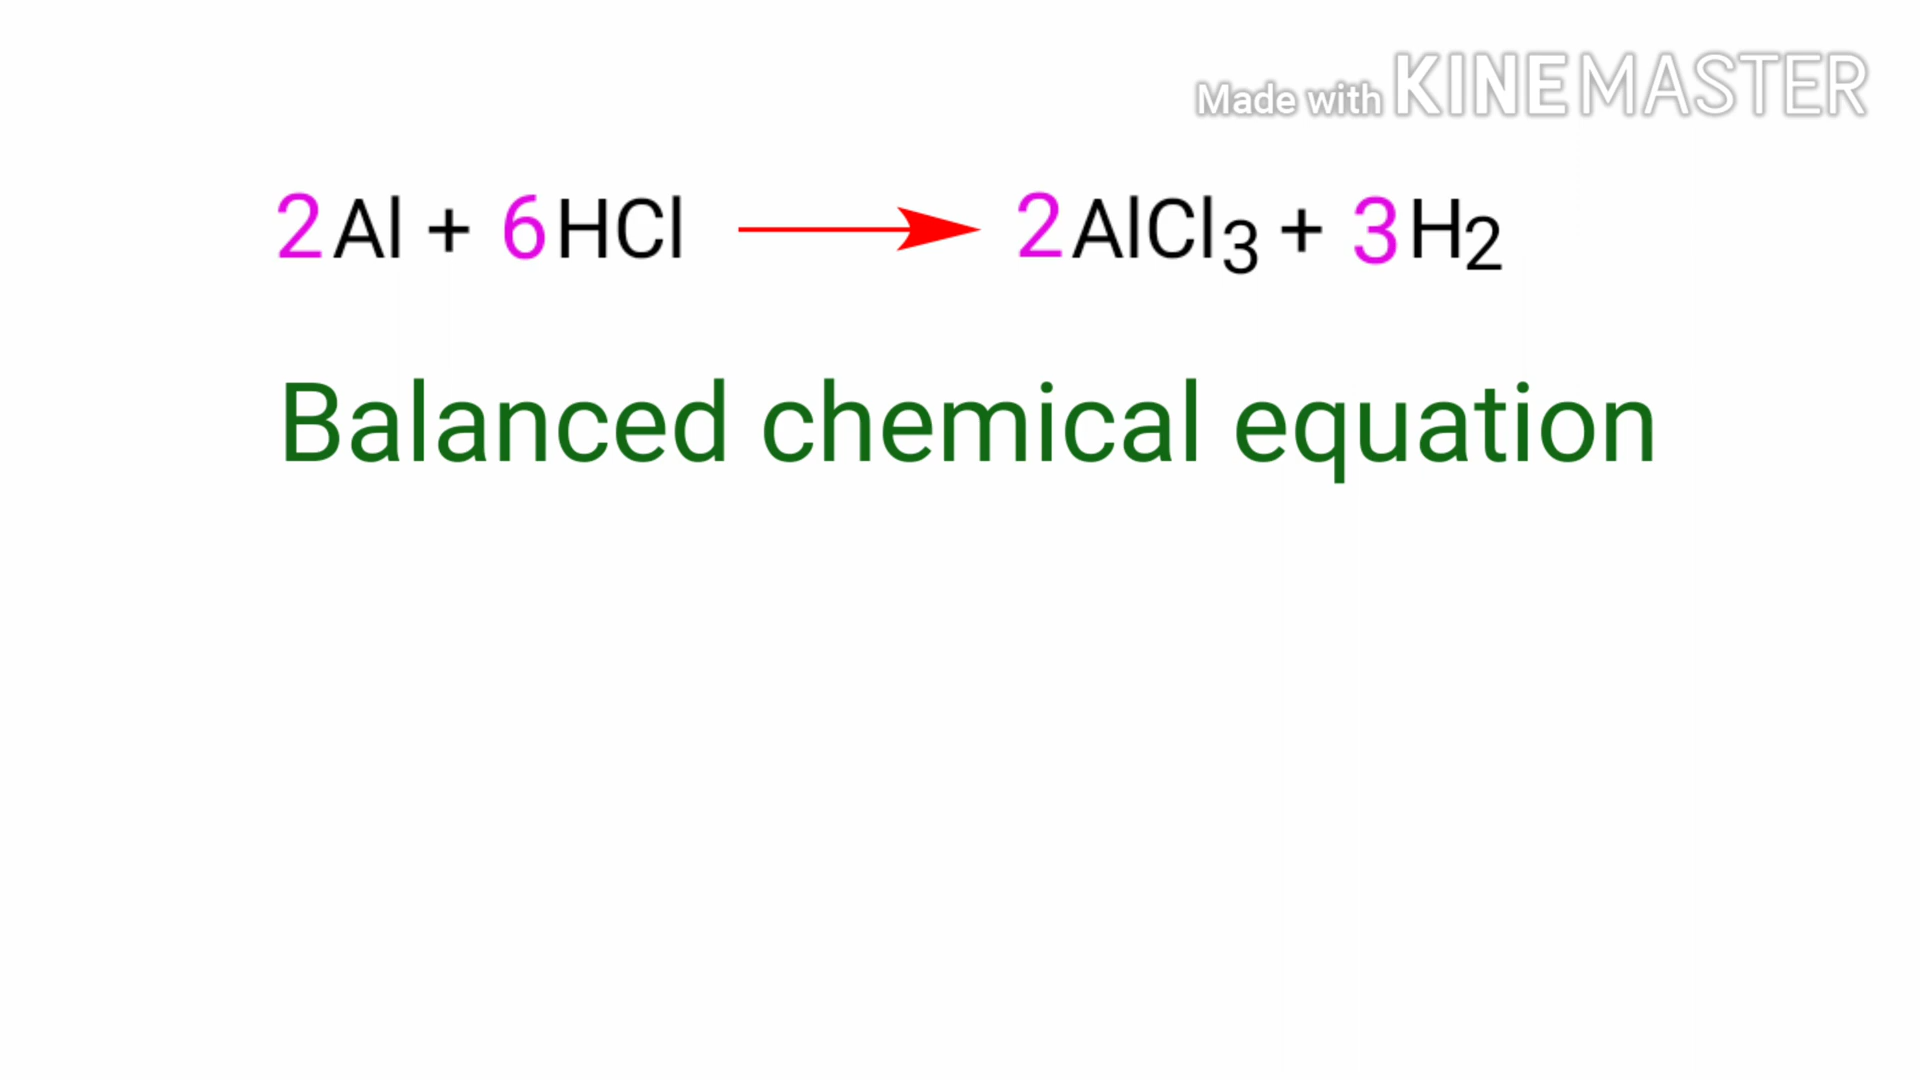 Made with KINEMASTER
2Al + 6HCl → 2AlCl3 + 3H2
Balanced chemical equation